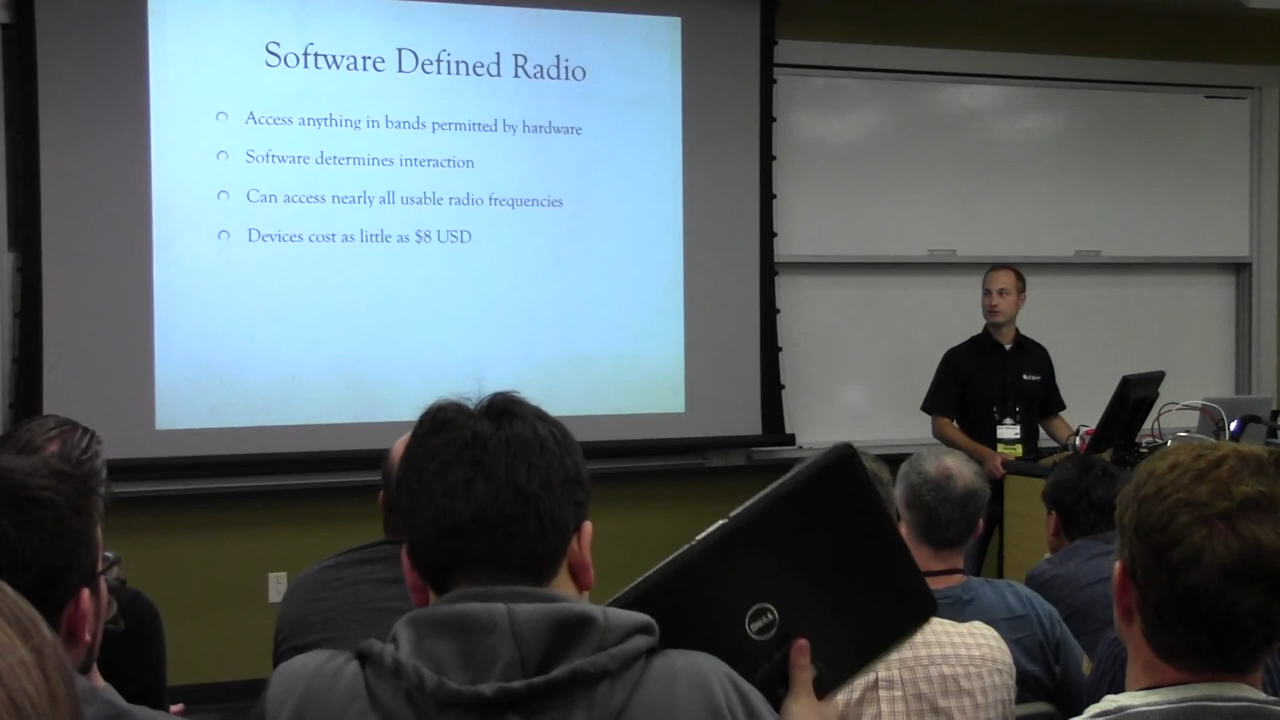 Software Defined Radio
Access anything in bands permitted by hardware
Software determines interaction
Can access nearly all usable radio frequencies
Devices cost as little as $8 USD
DELL